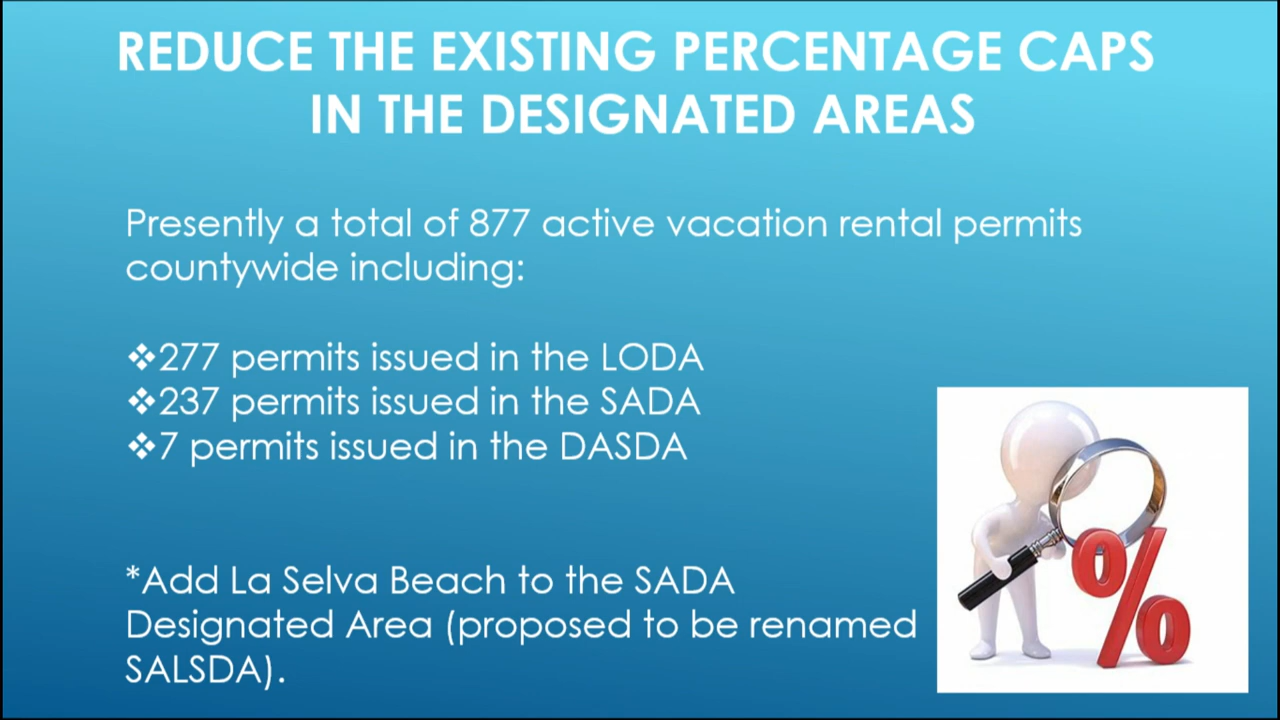 REDUCE THE EXISTING PERCENTAGE CAPS
IN THE DESIGNATED AREAS
Presently a total of 877 active vacation rental permits
countywide including:
❖277 permits issued in the LODA
❖237 permits issued in the SADA
❖7 permits issued in the DASDA
*Add La Selva Beach to the SADA
Designated Area (proposed to be renamed
SALSDA).
%